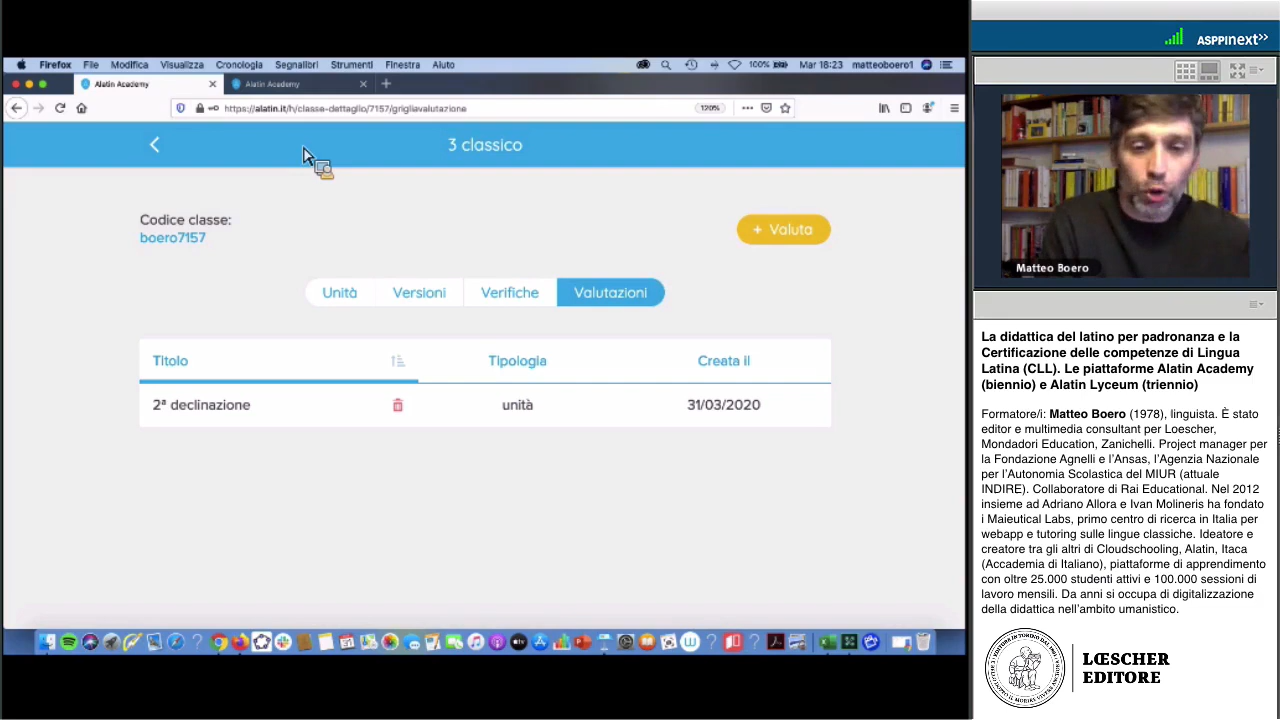 Firefox File Modifica Visualizza Cronologia Segnalibri Strumenti Finestra Aiuto 100% Mar 18:23 matteoboero1
Alatin Academy Alatin Academy
https://alatin.it/h/classe-dettaglio/7157/grigliavalutazione 120%
3 classico
Codice classe:
boero7157
+ Valuta
Unità Versioni Verifiche Valutazioni
Titolo Tipologia Creata il
2ª declinazione unità 31/03/2020
ASPPInext>>
Matteo Boero
La didattica del latino per padronanza e la
Certificazione delle competenze di Lingua
Latina (CLL). Le piattaforme Alatin Academy
(biennio) e Alatin Lyceum (triennio)
Formatore/i: Matteo Boero (1978), linguista. È stato
editor e multimedia consultant per Loescher,
Mondadori Education, Zanichelli. Project manager per
la Fondazione Agnelli e l'Ansas, l'Agenzia Nazionale
per l'Autonomia Scolastica del MIUR (attuale
INDIRE). Collaboratore di Rai Educational. Nel 2012
insieme ad Adriano Allora e Ivan Molineris ha fondato
i Maieutical Labs, primo centro di ricerca in Italia per
webapp e tutoring sulle lingue classiche. Ideatore e
creatore tra gli altri di Cloudschooling, Alatin, Itaca
(Accademia di Italiano), piattaforme di apprendimento
con oltre 25.000 studenti attivi e 100.000 sessioni di
lavoro mensili. Da anni si occupa di digitalizzazione
della didattica nell'ambito umanistico.
LŒSCHER
EDITORE